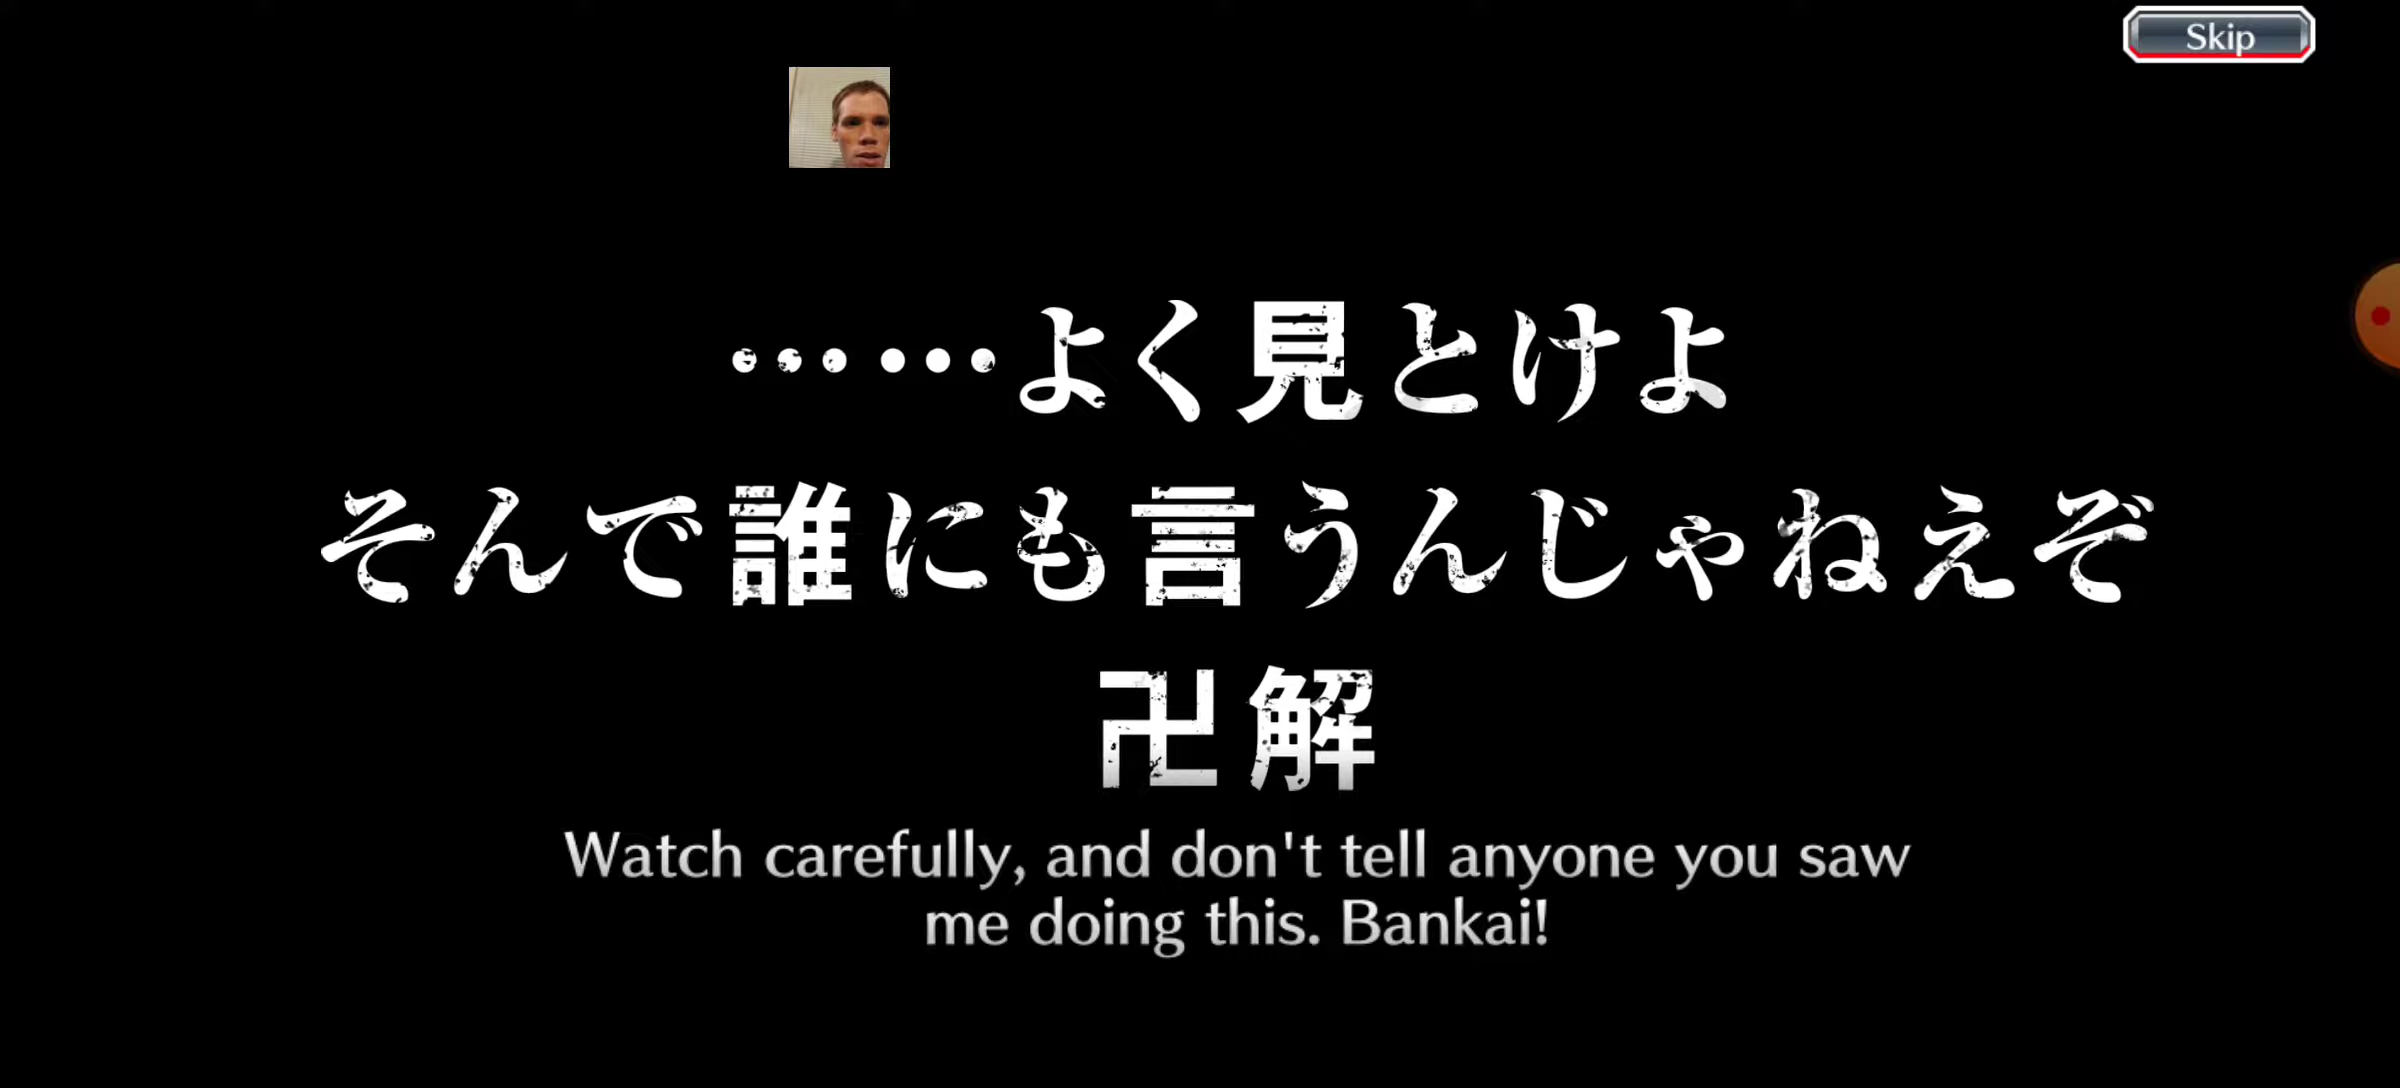 Skip
……よく見とけよ
そんで誰にも言うんじゃねえぞ
卍解
Watch carefully, and don't tell anyone you saw
me doing this. Bankai!